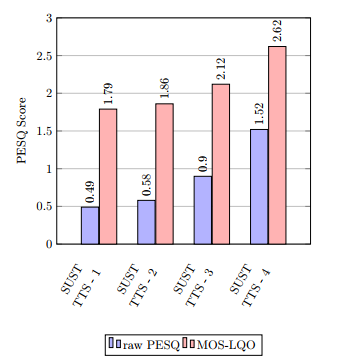 3
2.5
2
1.5
1
0.5
0
PESQ Score
0.49
1.79
0.58
1.86
0.9
2.12
1.52
2.62
SUST
TTS - 1
SUST
TTS - 2
SUST
TTS - 3
SUST
TTS - 4
raw PESQ MOS-LQO